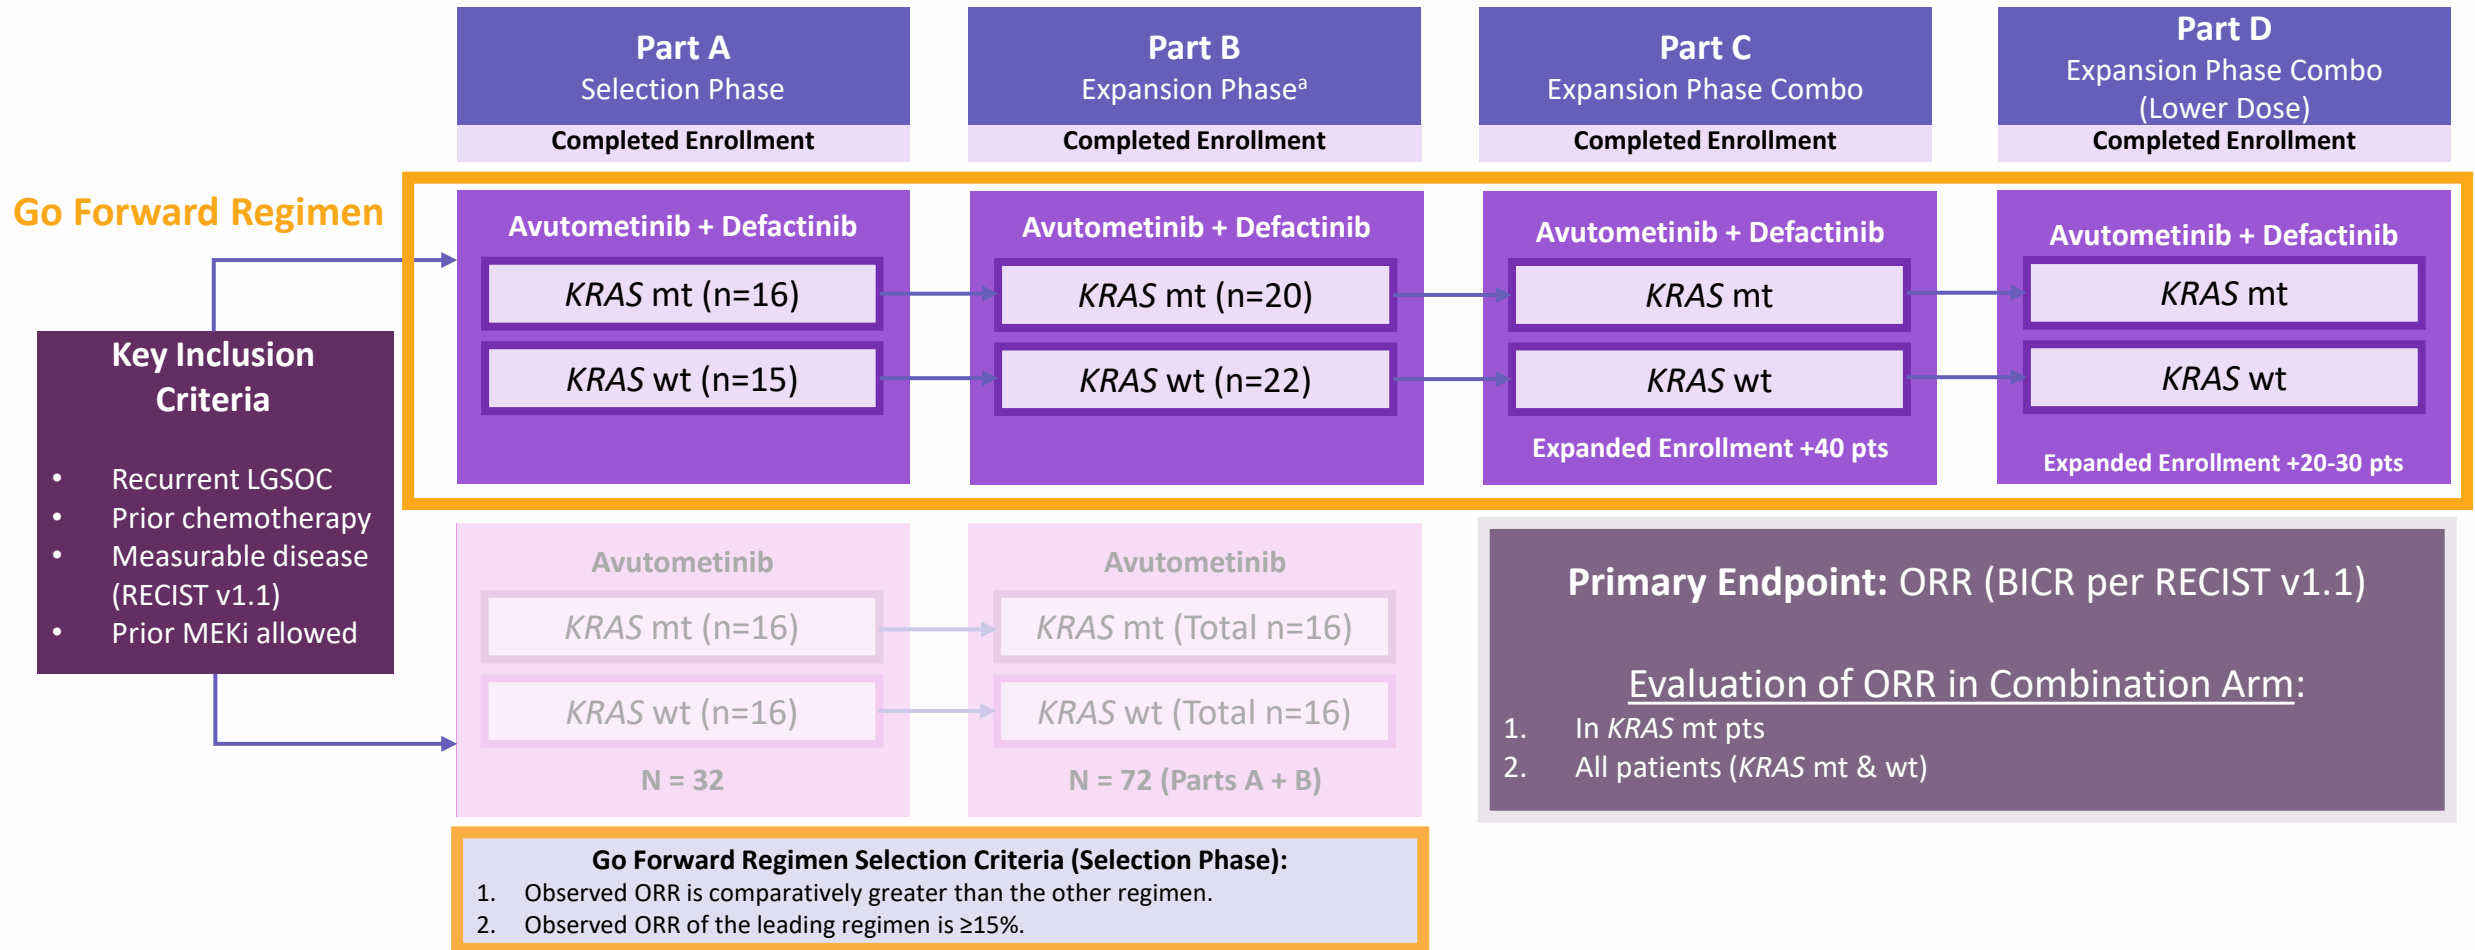 Part A
Selection Phase
Completed Enrollment
Part B
Expansion Phaseᵃ
Completed Enrollment
Part C
Expansion Phase Combo
Completed Enrollment
Part D
Expansion Phase Combo
(Lower Dose)
Completed Enrollment
Go Forward Regimen
Key Inclusion
Criteria
• Recurrent LGSOC
• Prior chemotherapy
• Measurable disease
(RECIST v1.1)
• Prior MEKi allowed
Avutometinib + Defactinib
KRAS mt (n=16)
KRAS wt (n=15)
Avutometinib + Defactinib
KRAS mt (n=20)
KRAS wt (n=22)
Avutometinib + Defactinib
KRAS mt
KRAS wt
Expanded Enrollment +40 pts
Avutometinib + Defactinib
KRAS mt
KRAS wt
Expanded Enrollment +20-30 pts
Avutometinib
KRAS mt (n=16)
KRAS wt (n=16)
N = 32
Avutometinib
KRAS mt (Total n=16)
KRAS wt (Total n=16)
N = 72 (Parts A + B)
Primary Endpoint: ORR (BICR per RECIST v1.1)
Evaluation of ORR in Combination Arm:
1. In KRAS mt pts
2. All patients (KRAS mt & wt)
Go Forward Regimen Selection Criteria (Selection Phase):
1. Observed ORR is comparatively greater than the other regimen.
2. Observed ORR of the leading regimen is ≥15%.